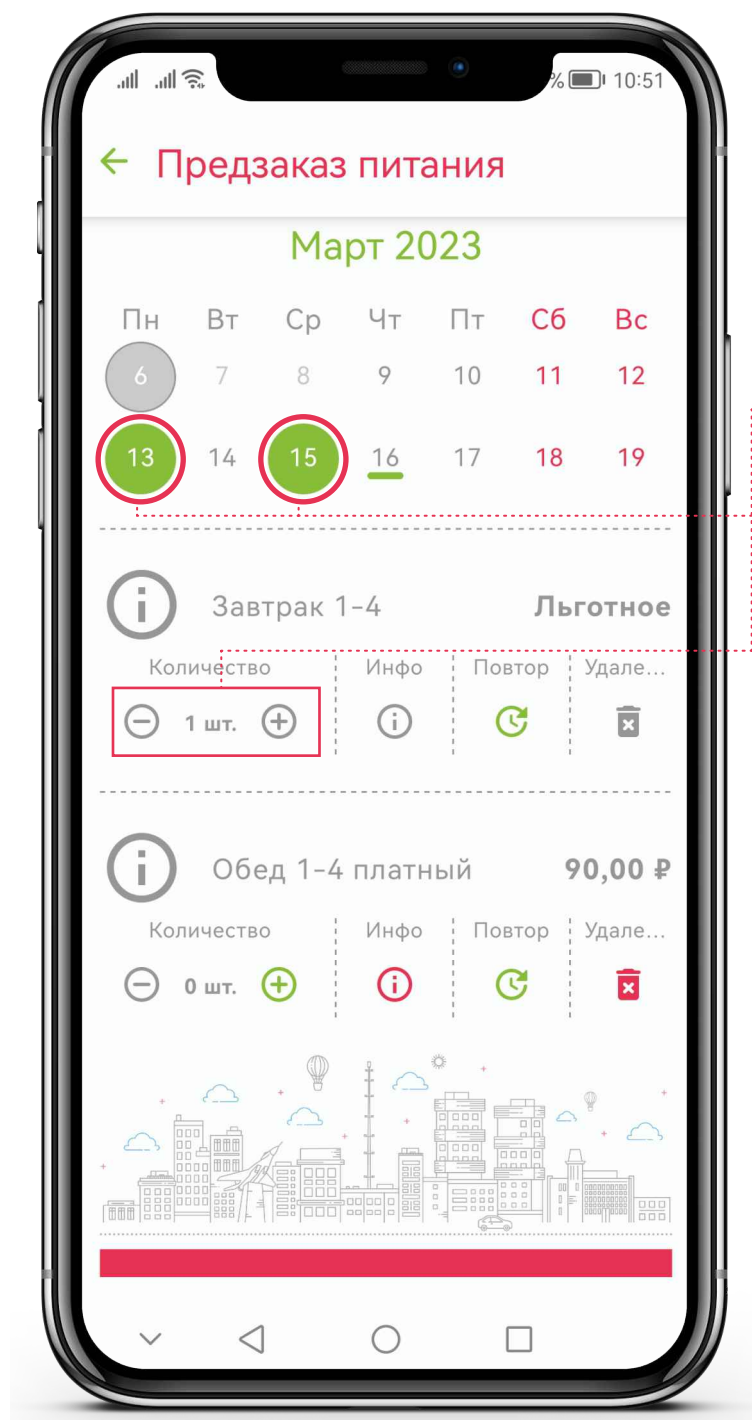 % 10:51
Предзаказ питания
Март 2023
Пн Вт Ср Чт Пт Сб Вс
6 7 8 9 10 11 12
13 14 15 16 17 18 19
Завтрак 1-4 Льготное
Количество Инфо Повтор Удале...
1 шт.
Обед 1-4 платный 90,00 ₽
Количество Инфо Повтор Удале...
0 шт.